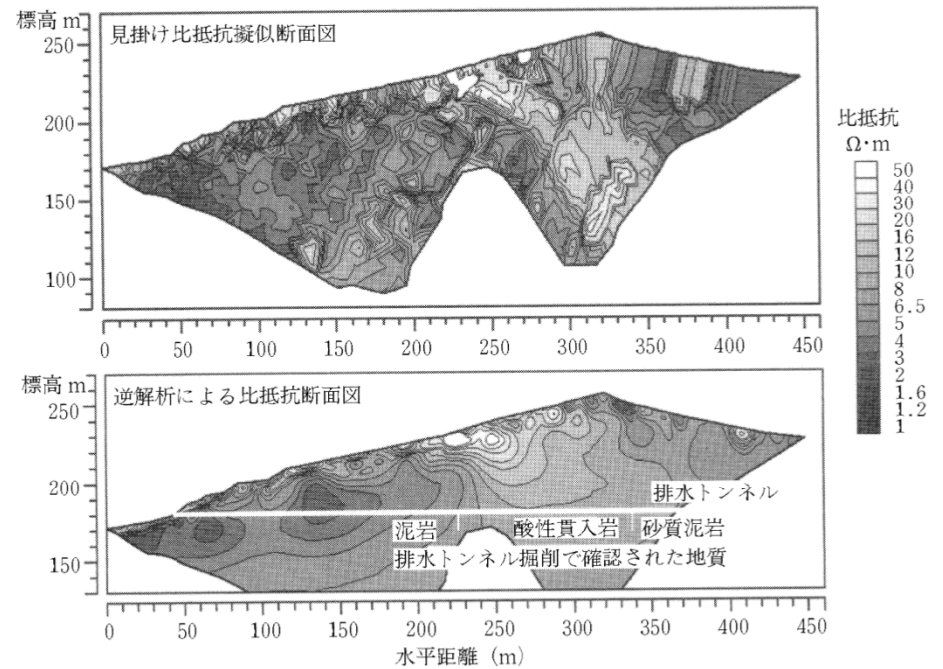 標高 m
見掛け比抵抗擬似断面図
250
200
150
100
0 50 100 150 200 250 300 350 400 450
比抵抗
Ω·m
50
40
30
20
16
12
10
8
6.5
5
4
3
2
1.6
1.2
1
標高 m
逆解析による比抵抗断面図
250
200
150
排水トンネル
泥岩 酸性貫入岩 砂質泥岩
排水トンネル掘削で確認された地質
0 50 100 150 200 250 300 350 400 450
水平距離（m）